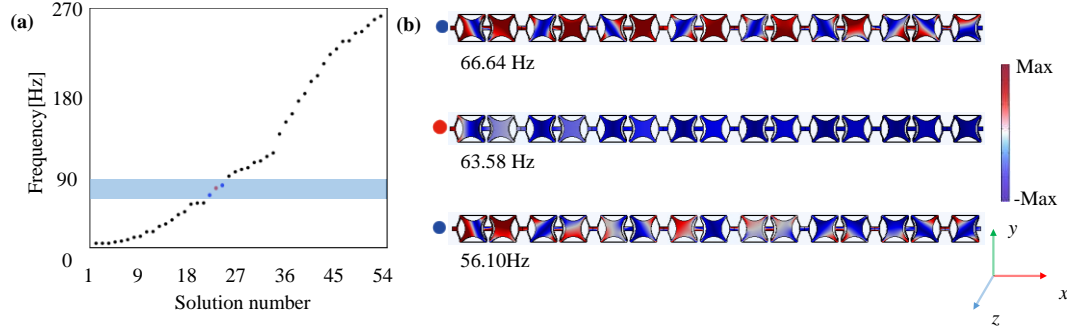 (a)
270
180
90
0
Frequency[Hz]
1 9 18 27 36 45 54
Solution number
(b)
66.64 Hz
63.58 Hz
56.10Hz
Max
-Max
y
x
z